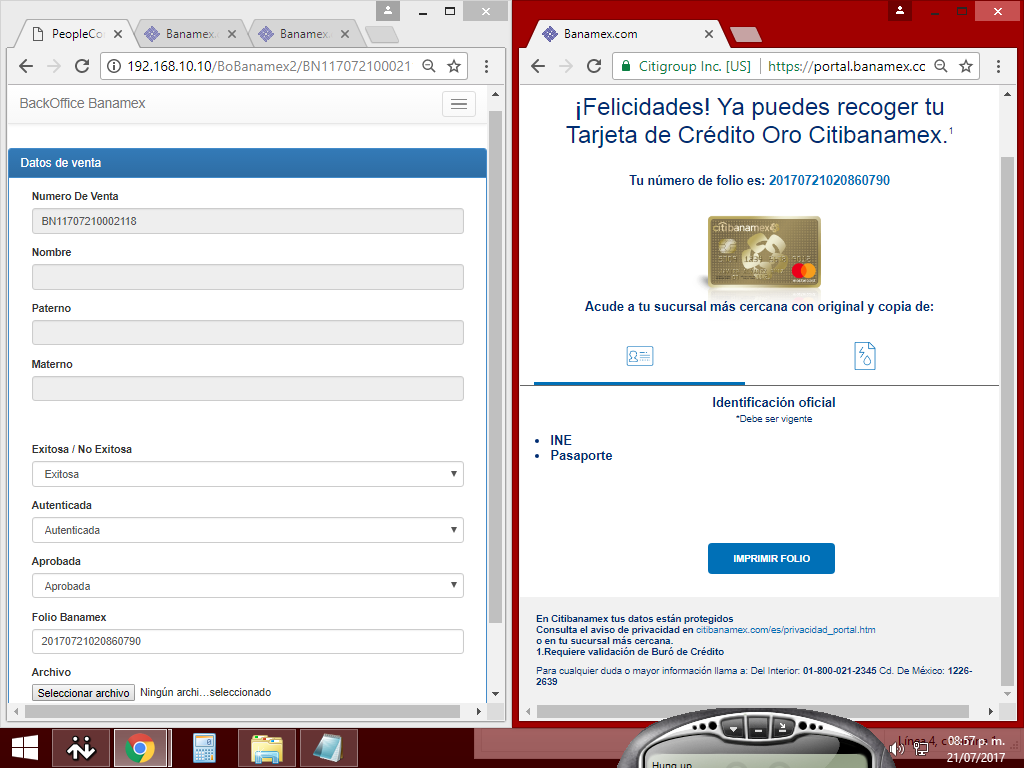 PeopleCo
Banamex.
Banamex.
192.168.10.10/BoBanamex2/BN117072100021
BackOffice Banamex
Datos de venta
Numero De Venta
BN11707210002118
Nombre
Paterno
Materno
Exitosa / No Exitosa
Exitosa
Autenticada
Autenticada
Aprobada
Aprobada
Folio Banamex
20170721020860790
Archivo
Seleccionar archivo Ningún archi…seleccionado
Banamex.com
Citigroup Inc. [US] https://portal.banamex.cc
¡Felicidades! Ya puedes recoger tu
Tarjeta de Crédito Oro Citibanamex.1
Tu número de folio es: 20170721020860790
citibanamex
Acude a tu sucursal más cercana con original y copia de:
Identificación oficial
*Debe ser vigente
INE
Pasaporte
IMPRIMIR FOLIO
En Citibanamex tus datos están protegidos
Consulta el aviso de privacidad en citibanamex.com/es/privacidad_portal.htm
o en tu sucursal más cercana.
1.Requiere validación de Buró de Crédito
Para cualquier duda o mayor información llama a: Del Interior: 01-800-021-2345 Cd. De México: 1226-
2639
Hung up
Línea 4, c
08:57 p. m.
21/07/2017